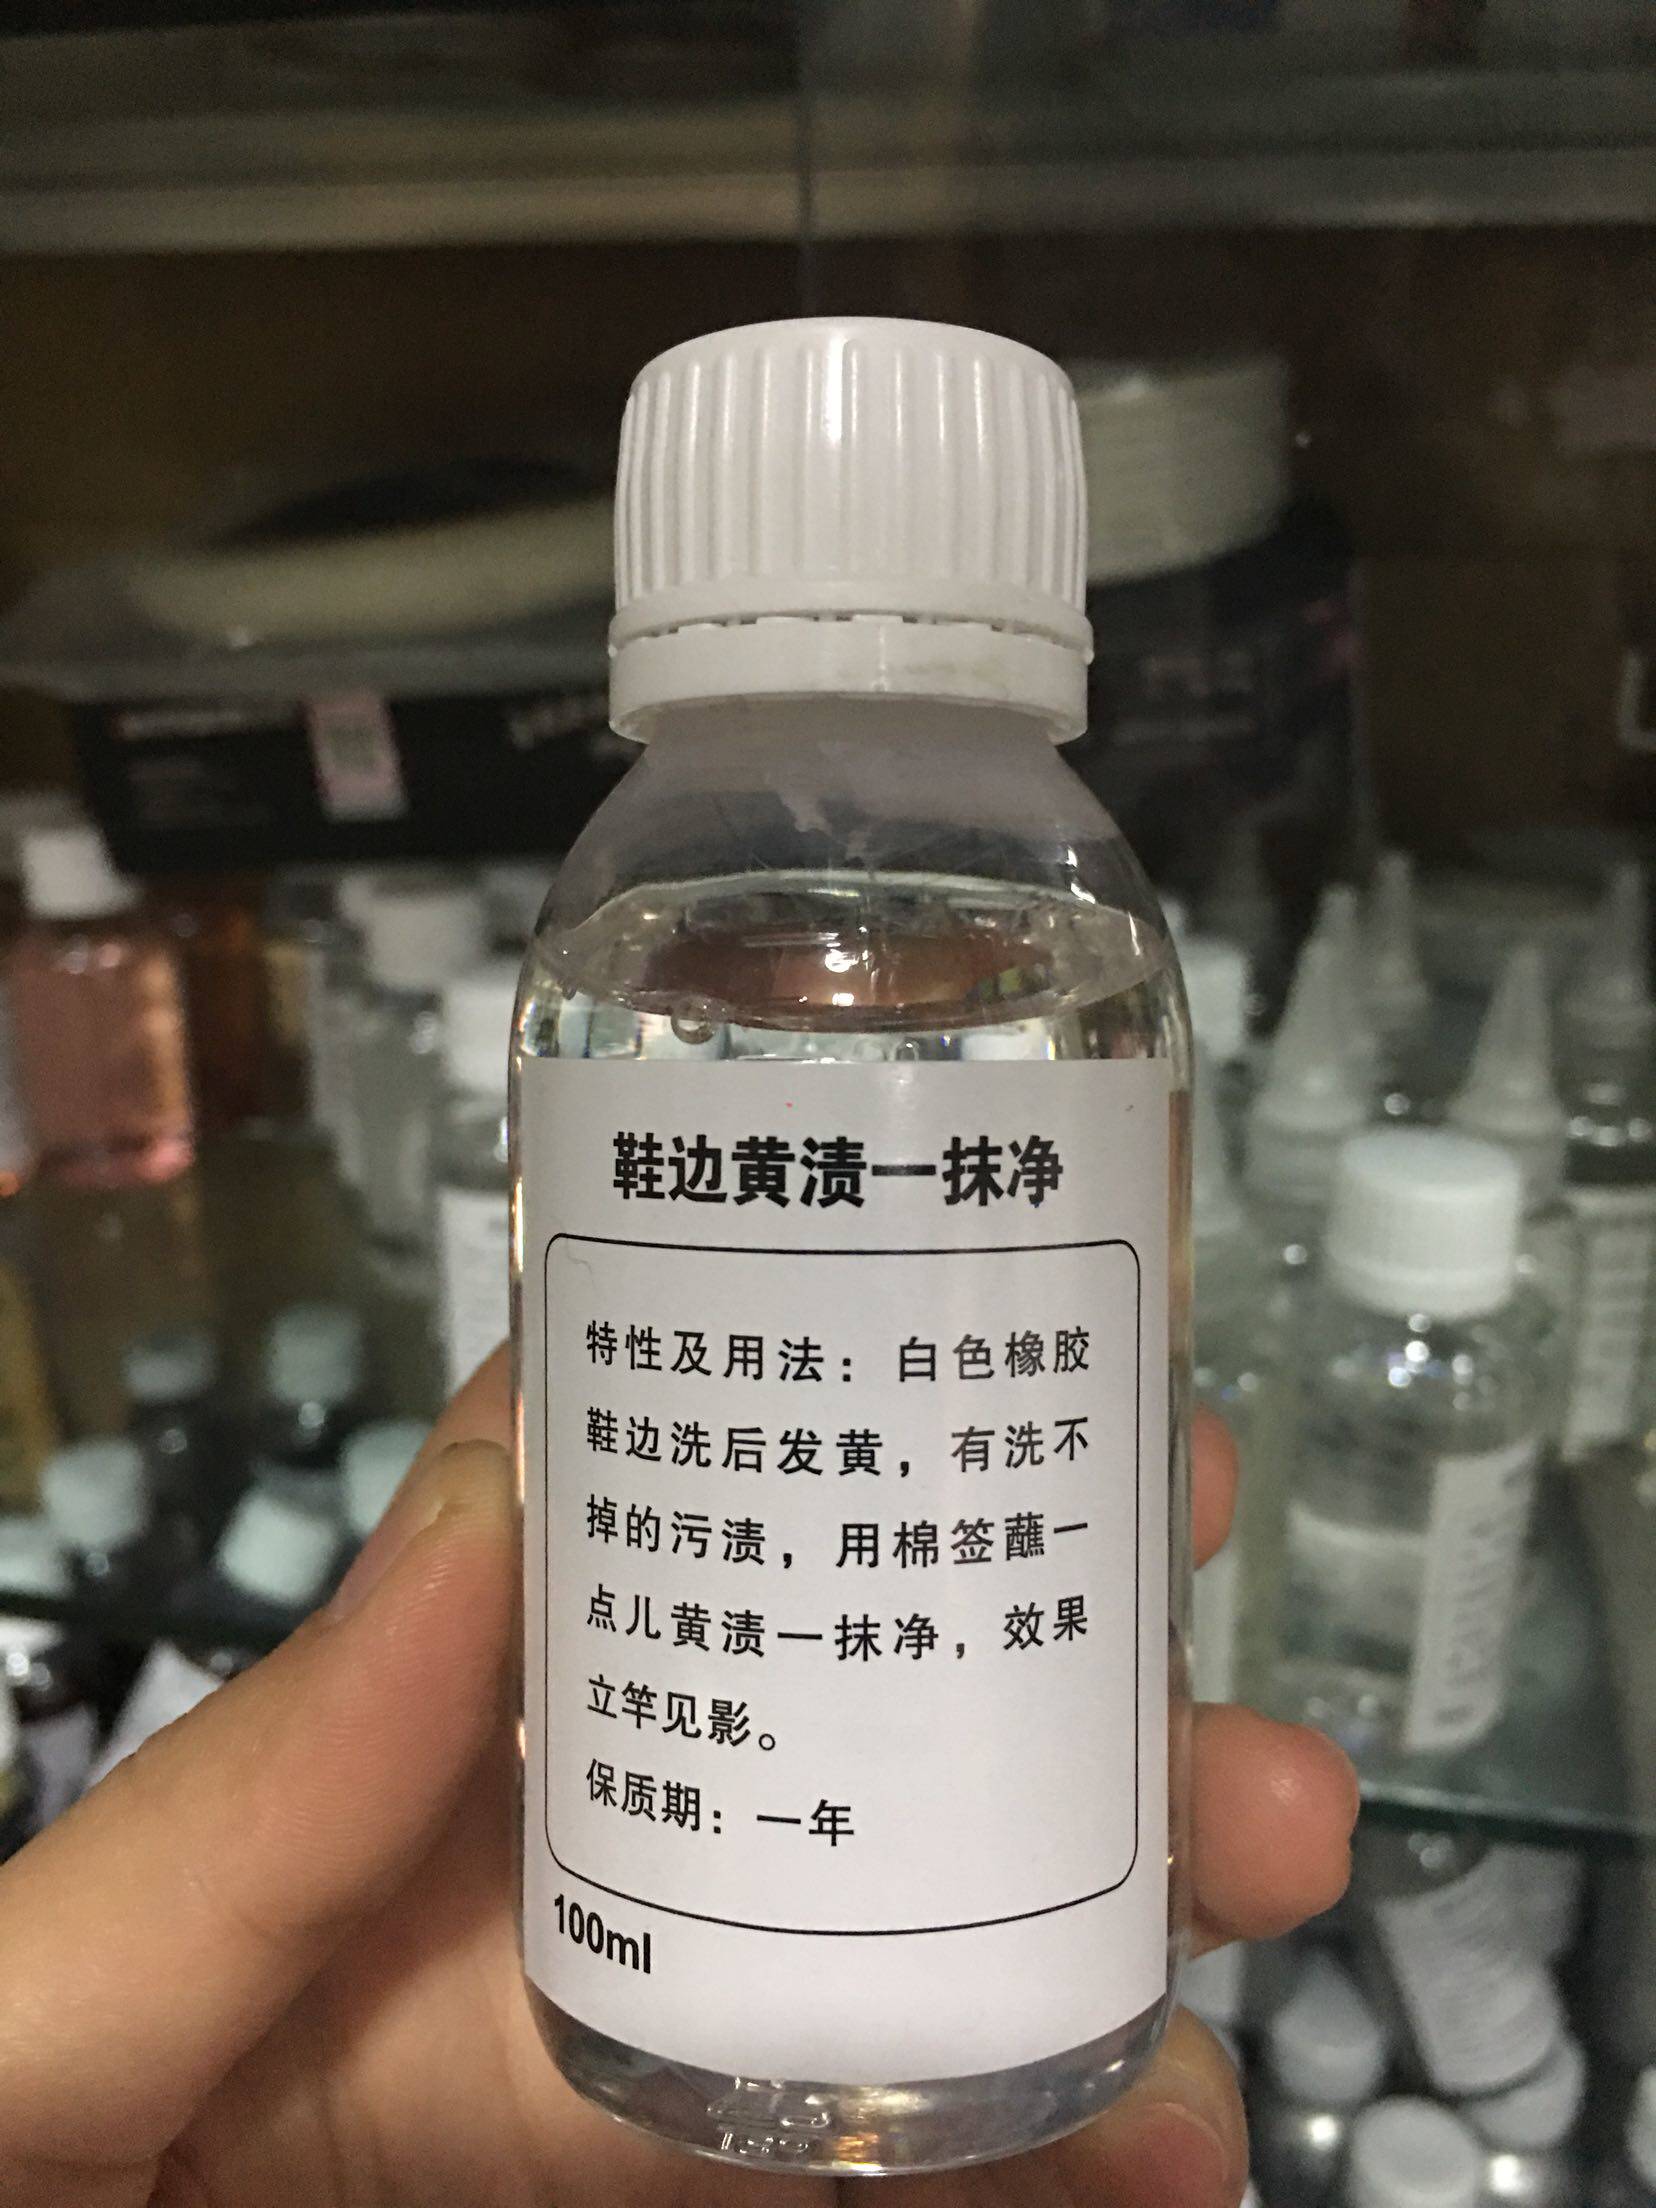 鞋边黄渍一抹净
特性及用法：白色橡胶
鞋边洗后发黄，有洗不
掉的污渍，用棉签蘸一
点儿黄渍一抹净，效果
立竿见影。
保质期：一年
100ml